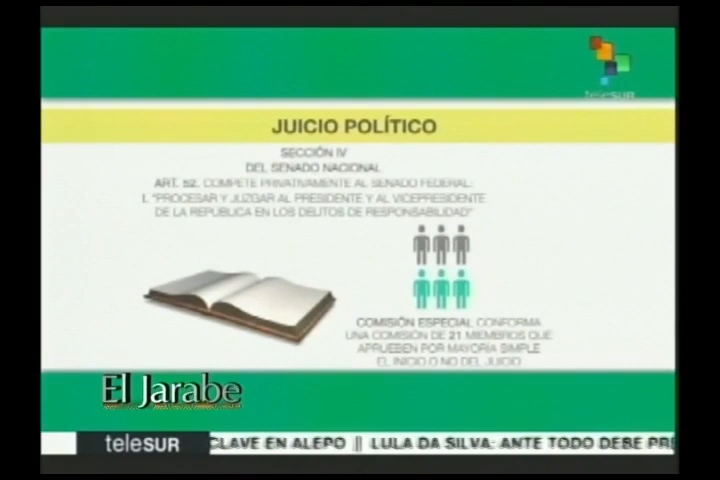 teleSUR
JUICIO POLÍTICO
SECCIÓN IV
DEL SENADO NACIONAL
ART. 52. COMPETE PRIVATIVAMENTE AL SENADO FEDERAL:
I. "PROCESAR Y JUZGAR AL PRESIDENTE Y AL VICEPRESIDENTE
DE LA REPÚBLICA EN LOS DELITOS DE RESPONSABILIDAD"
COMISIÓN ESPECIAL CONFORMA
UNA COMISIÓN DE 21 MIEMBROS QUE
APRUEBEN POR MAYORÍA SIMPLE
EL INICIO O NO DEL JUICIO
El Jarabe
teleSUR CLAVE EN ALEPO || LULA DA SILVA: ANTE TODO DEBE PRE